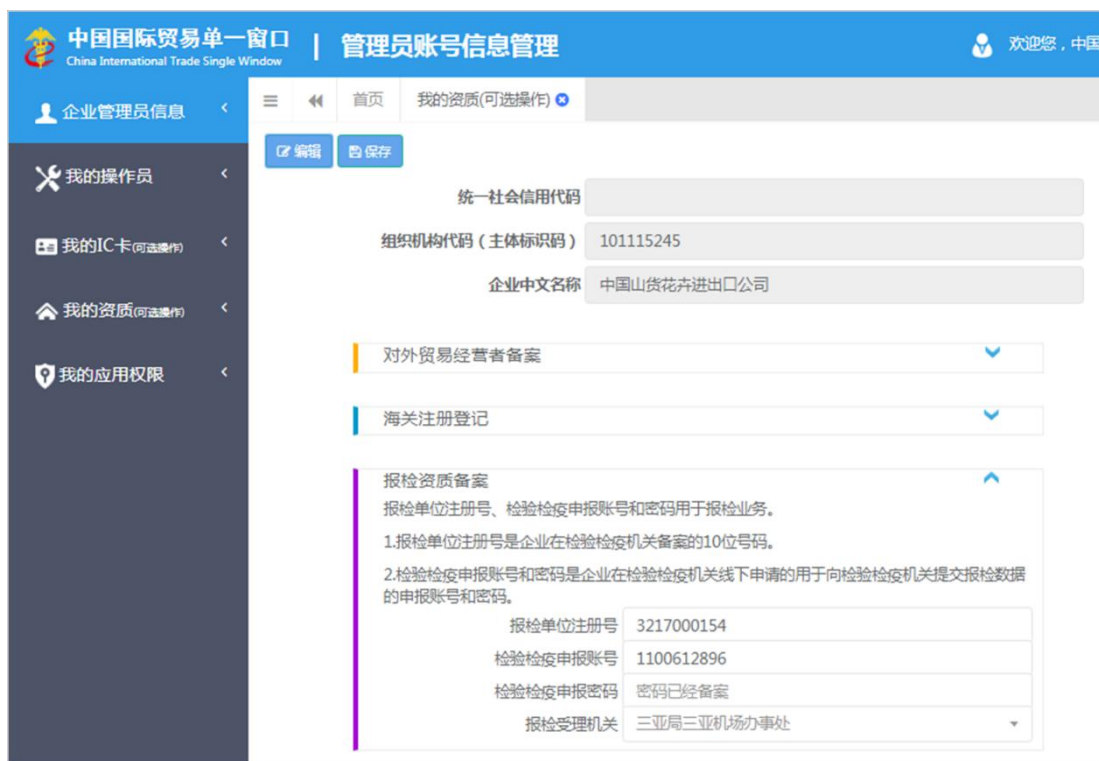 中国国际贸易单一窗口 | 管理员账号信息管理
China International Trade Single Window
欢迎您，中国
企业管理员信息
首页 我的资质(可选操作)
编辑 保存
我的操作员
统一社会信用代码
我的IC卡(可选操作)
组织机构代码（主体标识码） 101115245
企业中文名称 中国山货花卉进出口公司
我的资质(可选操作)
对外贸易经营者备案
我的应用权限
海关注册登记
报检资质备案
报检单位注册号、检验检疫申报账号和密码用于报检业务。
1.报检单位注册号是企业在检验检疫机关备案的10位号码。
2.检验检疫申报账号和密码是企业在检验检疫机关线下申请的用于向检验检疫机关提交报检数据
的申报账号和密码。
报检单位注册号 3217000154
检验检疫申报账号 1100612896
检验检疫申报密码 密码已经备案
报检受理机关 三亚局三亚机场办事处